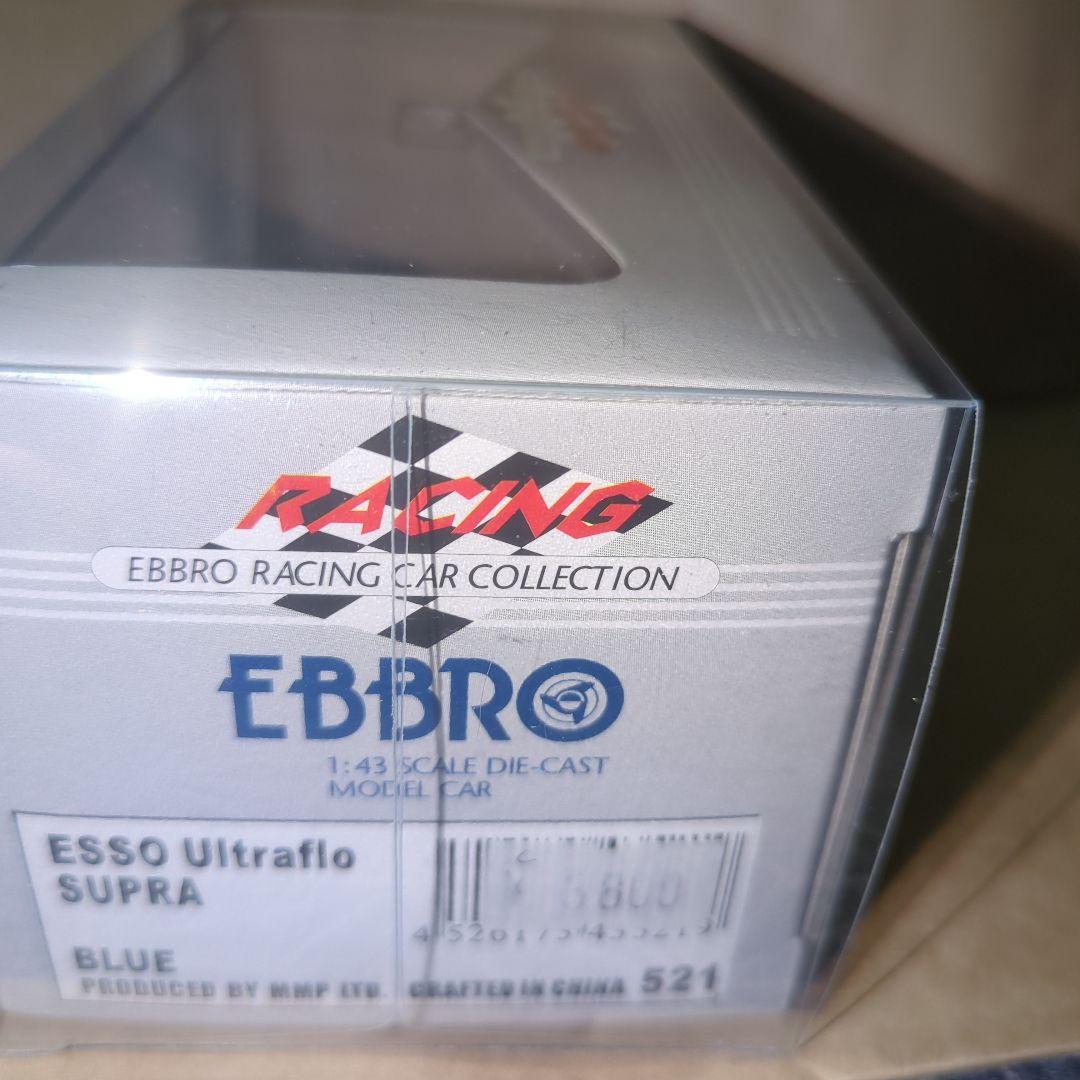 RACING
EBBRO RACING CAR COLLECTION
EBBRO
1:43 SCALE DIE-CAST
MODEL CAR
ESSO Ultraflo
SUPRA
BLUE
PRODUCED BY MMP LTD. CRAFTED IN CHINA 521